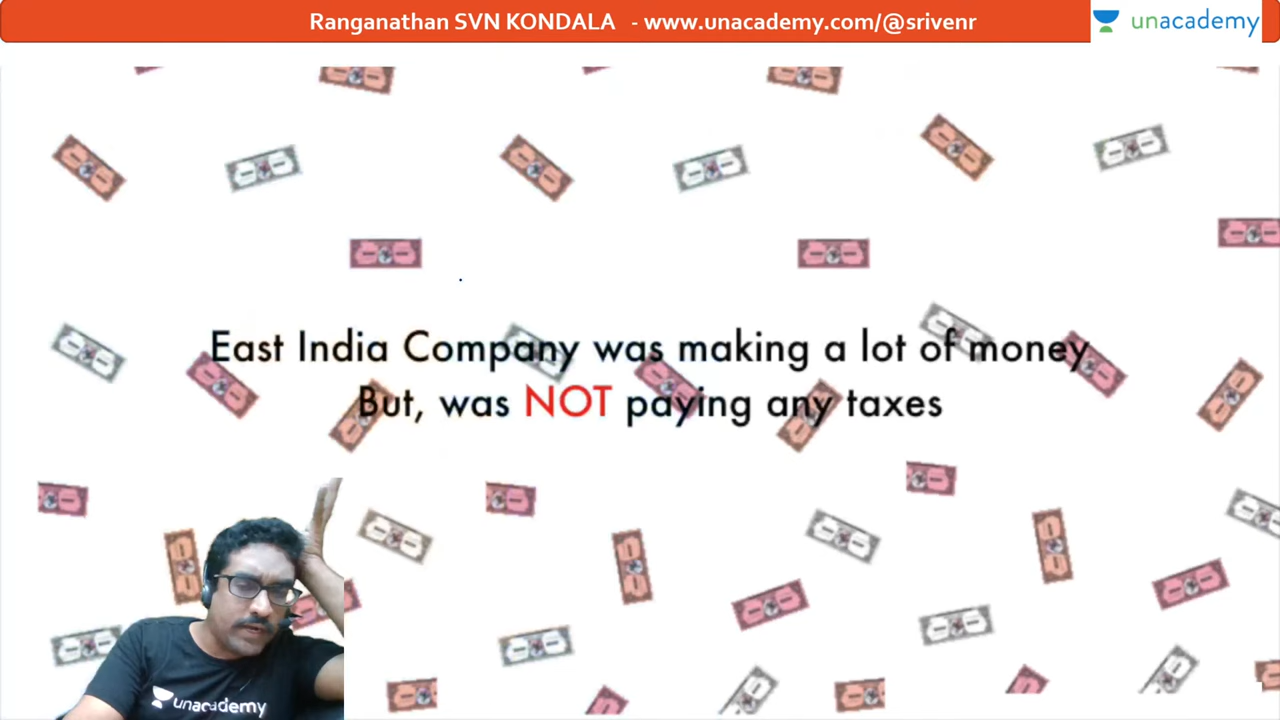 Ranganathan SVN KONDALA - www.unacademy.com/@srivenr
unacademy
East India Company was making a lot of money
But, was NOT paying any taxes
unacademy